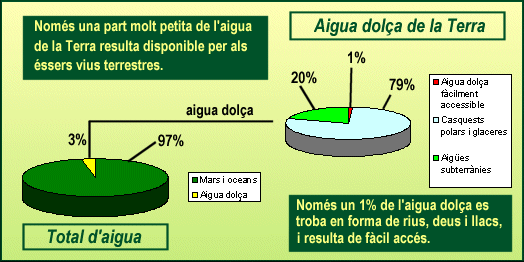 Només una part molt petita de l'aigua
de la Terra resulta disponible per als
éssers vius terrestres.
Aigua dolça de la Terra
1%
20%
79%
Aigua dolça
fàcilment
accessible
Casquests
polars i glaceres
Aigües
subterrànies
aigua dolça
3%
97%
Mars i oceans
Aigua dolça
Total d'aigua
Només un 1% de l'aigua dolça es
troba en forma de rius, deus i llacs,
i resulta de fàcil accés.